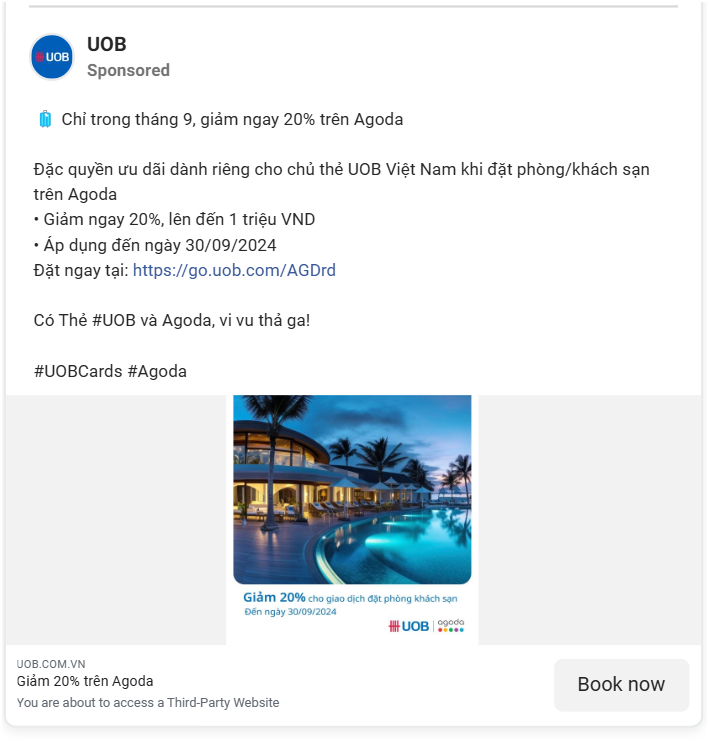 UOB
UOB
Sponsored
Chỉ trong tháng 9, giảm ngay 20% trên Agoda
Đặc quyền ưu dãi dành riêng cho chủ thẻ UOB Việt Nam khi đặt phòng/khách sạn
trên Agoda
• Giảm ngay 20%, lên đến 1 triệu VND
• Áp dụng đến ngày 30/09/2024
Đặt ngay tại: https://go.uob.com/AGDrd
Có Thẻ #UOB và Agoda, vi vu thả ga!
#UOBCards #Agoda
Giảm 20% cho giao dịch đặt phòng khách sạn
Đến ngày 30/09/2024
UOB | agoda
UOB.COM.VN
Giảm 20% trên Agoda
You are about to access a Third-Party Website
Book now